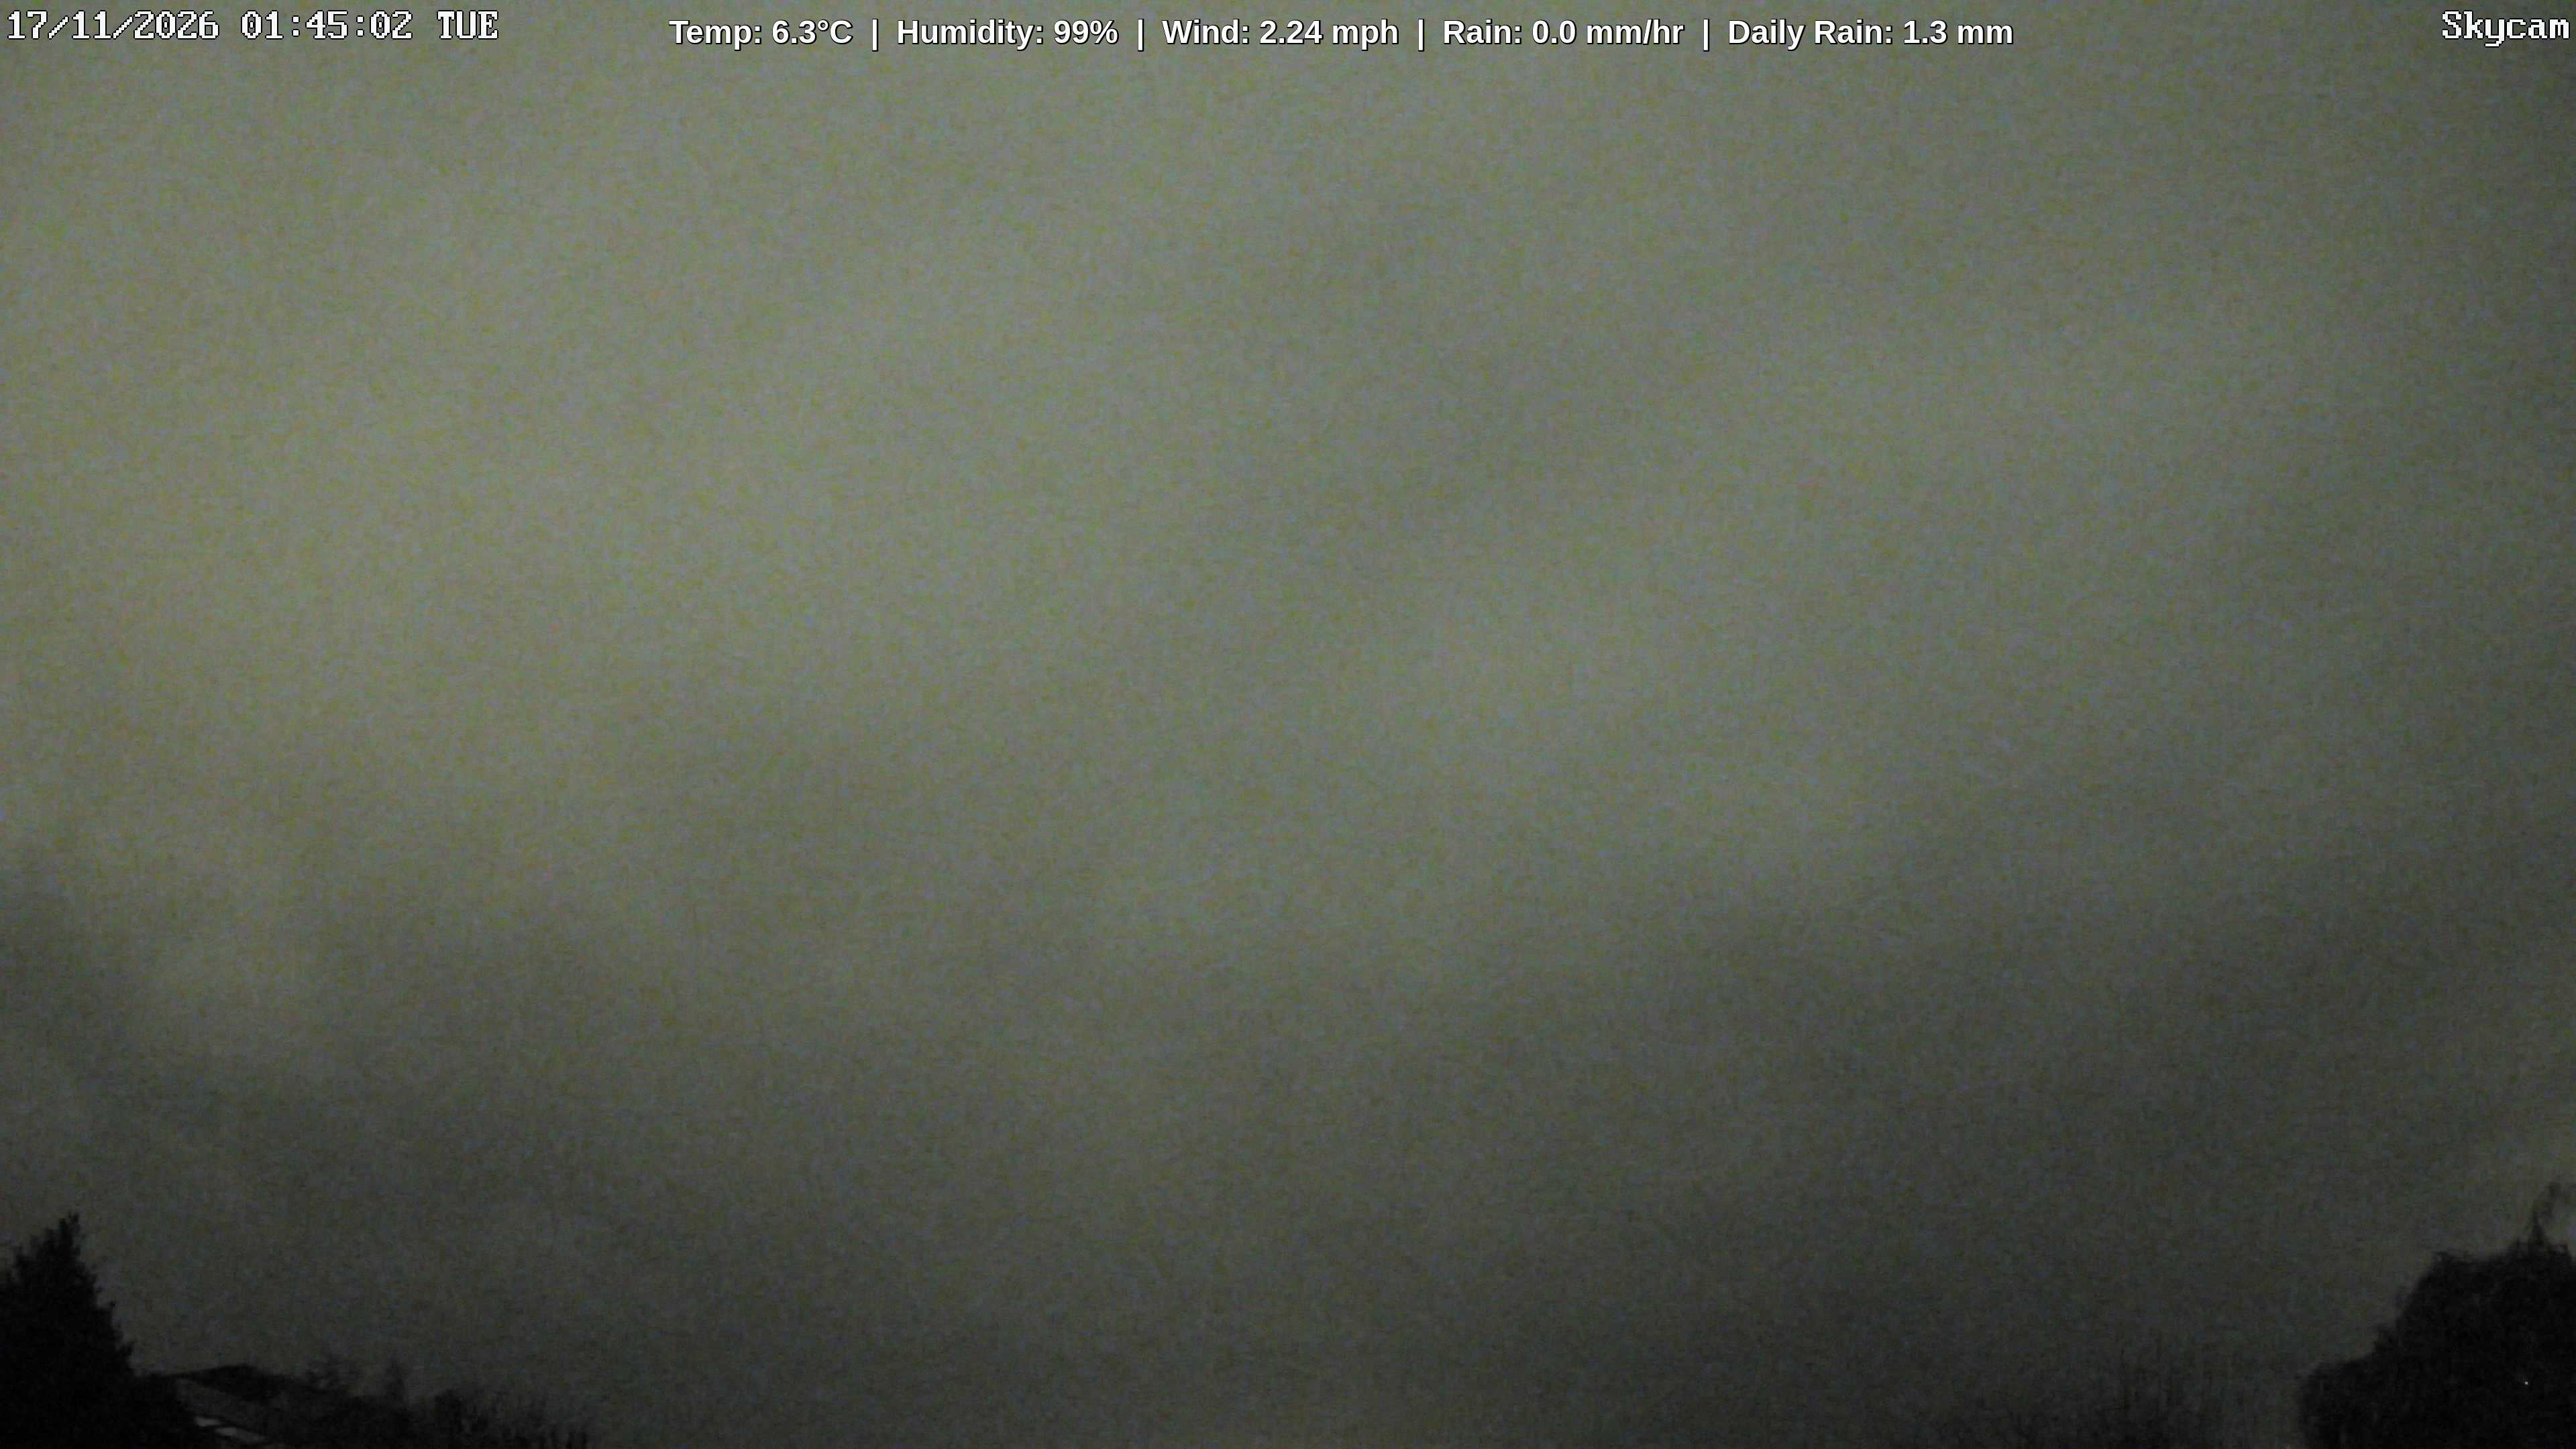 17/11/2026 01:45:02 TUE
Temp: 6.3°C | Humidity: 99% | Wind: 2.24 mph | Rain: 0.0 mm/hr | Daily Rain: 1.3 mm
Skycam